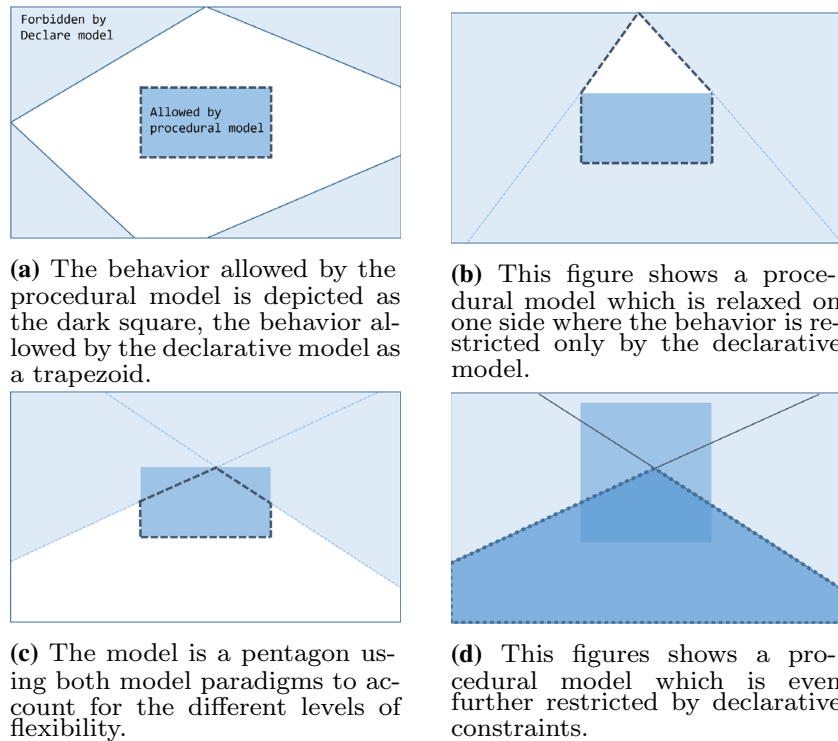 Forbidden by
Declare model
Allowed by
procedural model
(a) The behavior allowed by the
procedural model is depicted as
the dark square, the behavior al-
lowed by the declarative model as
a trapezoid.
(b) This figure shows a proce-
dural model which is relaxed on
one side where the behavior is re-
stricted only by the declarative
model.
(c) The model is a pentagon us-
ing both model paradigms to ac-
count for the different levels of
flexibility.
(d) This figures shows a pro-
cedural model which is even
further restricted by declarative
constraints.